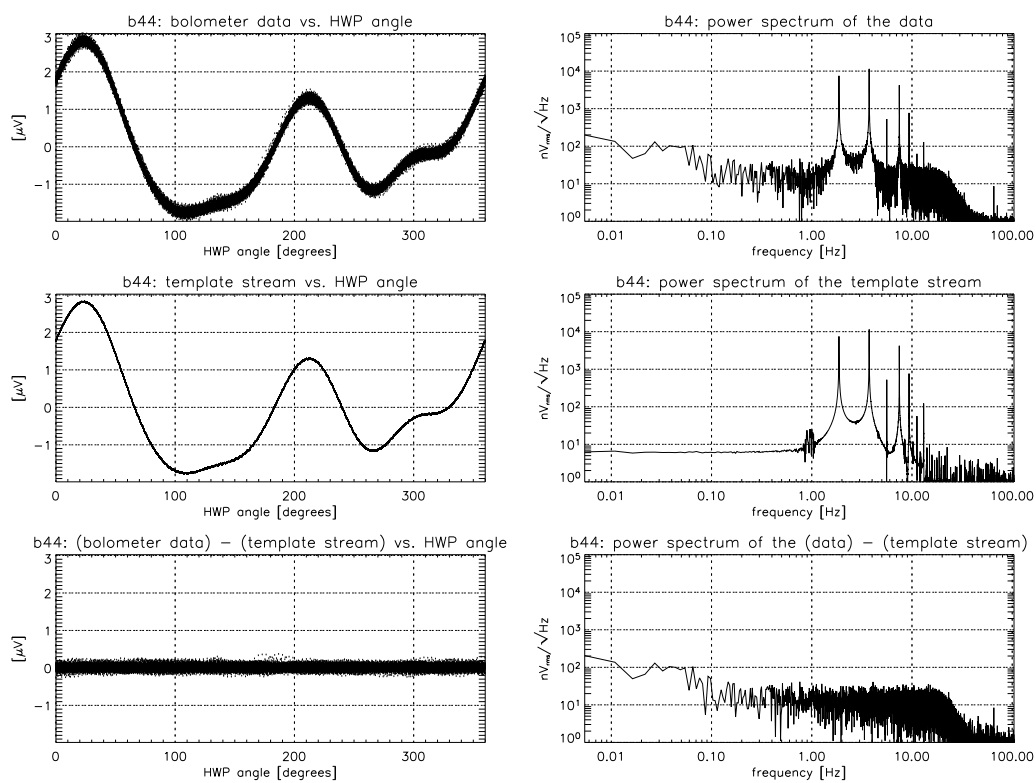 b44: bolometer data vs. HWP angle
3
2
1
0
−1
[μV]
0 100 200 300
HWP angle [degrees]
b44: power spectrum of the data
10⁵
10⁴
10³
10²
10¹
10⁰
nVrms/√Hz
0.01 0.10 1.00 10.00 100.00
frequency [Hz]
b44: template stream vs. HWP angle
3
2
1
0
−1
[μV]
0 100 200 300
HWP angle [degrees]
b44: power spectrum of the template stream
10⁵
10⁴
10³
10²
10¹
10⁰
nVrms/√Hz
0.01 0.10 1.00 10.00 100.00
frequency [Hz]
b44: (bolometer data) − (template stream) vs. HWP angle
3
2
1
0
−1
[μV]
0 100 200 300
HWP angle [degrees]
b44: power spectrum of the (data) − (template stream)
10⁵
10⁴
10³
10²
10¹
10⁰
nVrms/√Hz
0.01 0.10 1.00 10.00 100.00
frequency [Hz]